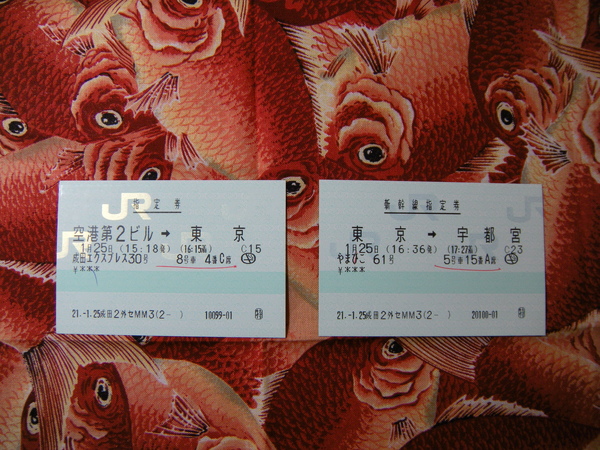 指定券
空港第2ビル → 東京
1月25日 (15:18発) (16:15着) C15
成田エクスプレス30号 8号車 4番C席
¥***
21.-1.25成田2外セMM3(2- ) 10099-01
JR
新幹線指定券
東京 → 宇都宮
1月25日 (16:36発) (17:27着) C23
やまびこ 61号 5号車15番A席
¥***
21.-1.25成田2外セMM3(2- ) 20100-01
JR